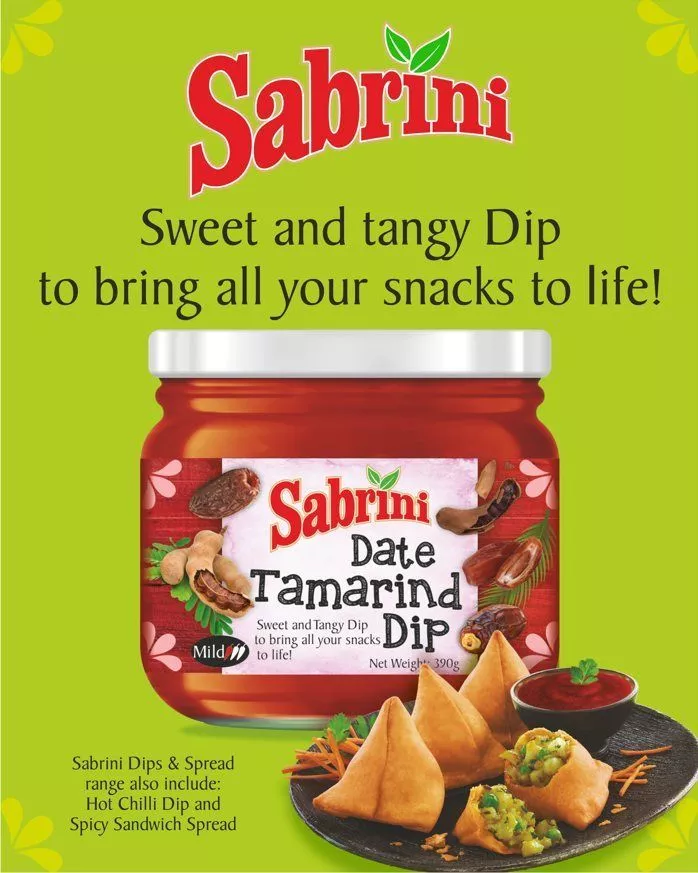 Sabrini
Sweet and tangy Dip
to bring all your snacks to life!
Sabrini
Date
Tamarind
Dip
Sweet and Tangy Dip
to bring all your snacks
to life!
Mild
Net Weight: 390g
Sabrini Dips & Spread
range also include:
Hot Chilli Dip and
Spicy Sandwich Spread